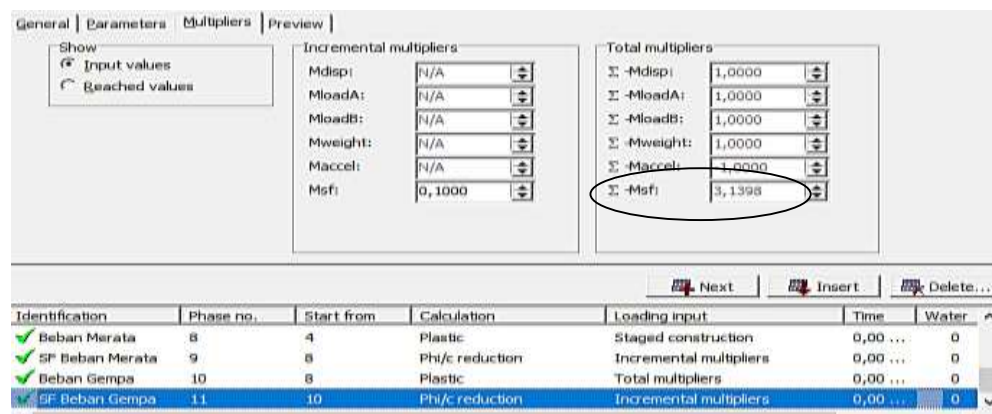 General Parameters Multipliers Preview
Show
Input values
Reached values
Incremental multipliers
Mdisp: N/A
MloadA: N/A
MloadB: N/A
Mweight: N/A
Maccel: N/A
Msf: 0,1000
Total multipliers
Σ -Mdisp: 1,0000
Σ -MloadA: 1,0000
Σ -MloadB: 1,0000
Σ -Mweight: 1,0000
Σ -Maccel: -1,0000
Σ -Msf: 3,1398
Next Insert Delete...
Identification Phase no. Start from Calculation Loading input Time Water
Beban Merata 8 4 Plastic Staged construction 0,00 ... 0
SF Beban Merata 9 8 Phi/c reduction Incremental multipliers 0,00 ... 0
Beban Gempa 10 8 Plastic Total multipliers 0,00 ... 0
SF Beban Gempa 11 10 Phi/c reduction Incremental multipliers 0,00 ... 0